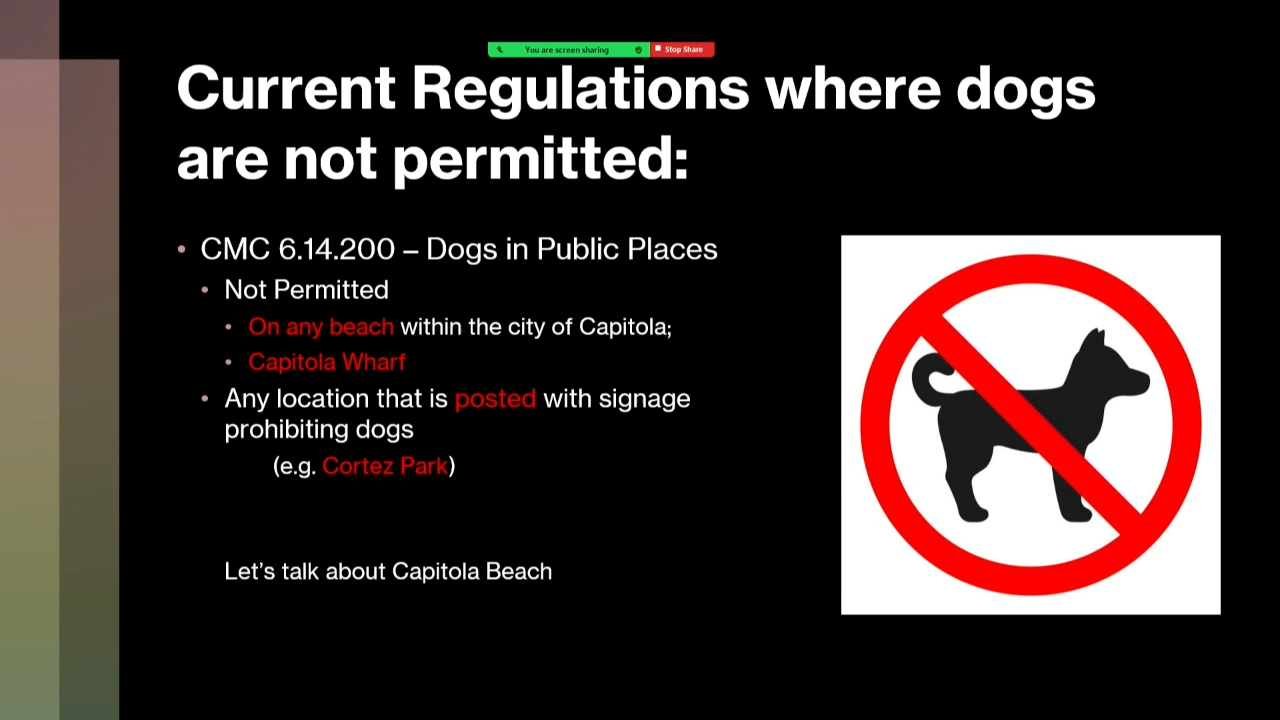 You are screen sharing
Stop Share
Current Regulations where dogs
are not permitted:
• CMC 6.14.200 – Dogs in Public Places
• Not Permitted
• On any beach within the city of Capitola;
• Capitola Wharf
• Any location that is posted with signage
prohibiting dogs
(e.g. Cortez Park)
Let’s talk about Capitola Beach